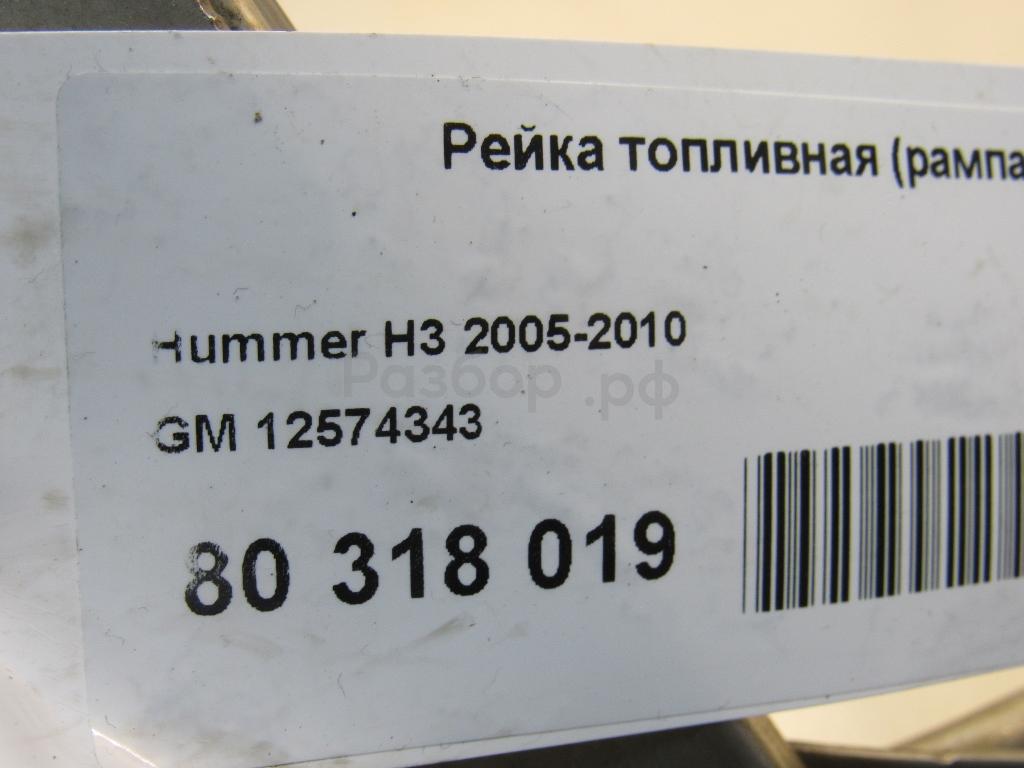 Рейка топливная (рампа
Hummer H3 2005-2010
Разбор.рф
GM 12574343
80 318 019